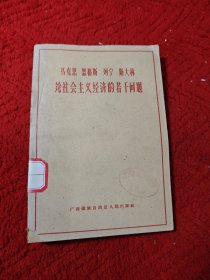 马克思 恩格斯 列宁 斯大林
论社会主义经济的若干问题
广西僮族自治区人民出版社